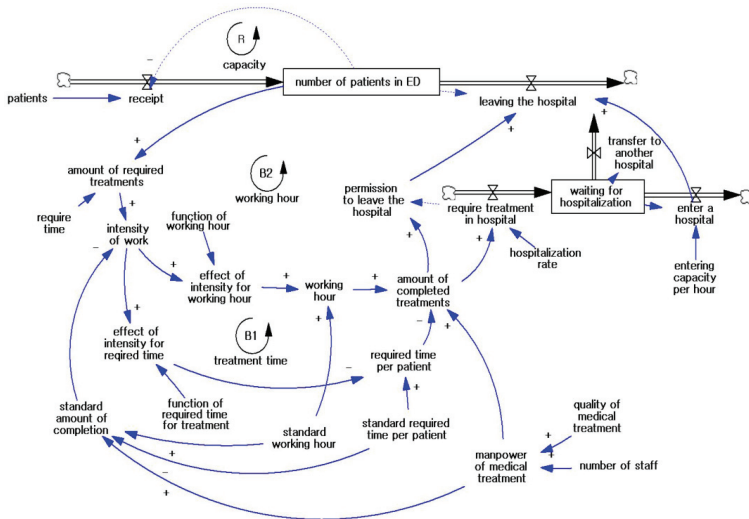 R
capacity
number of patients in ED
patients
receipt
leaving the hospital
amount of required
treatments
B2
working hour
permission
to leave the
hospital
require treatment
in hospital
transfer to
another
hospital
waiting for
hospitalization
enter a
hospital
require
time
intensity
of work
function of
working hour
hospitalization
rate
entering
capacity
per hour
effect of
intensity for
working hour
working
hour
amount of
completed
treatments
effect of
intensity for
reqired time
B1
treatment time
required time
per patient
standard
amount of
completion
function of
required time
for treatment
standard
working hour
standard required
time per patient
quality of
medical
treatment
manpower
of medical
treatment
number of staff